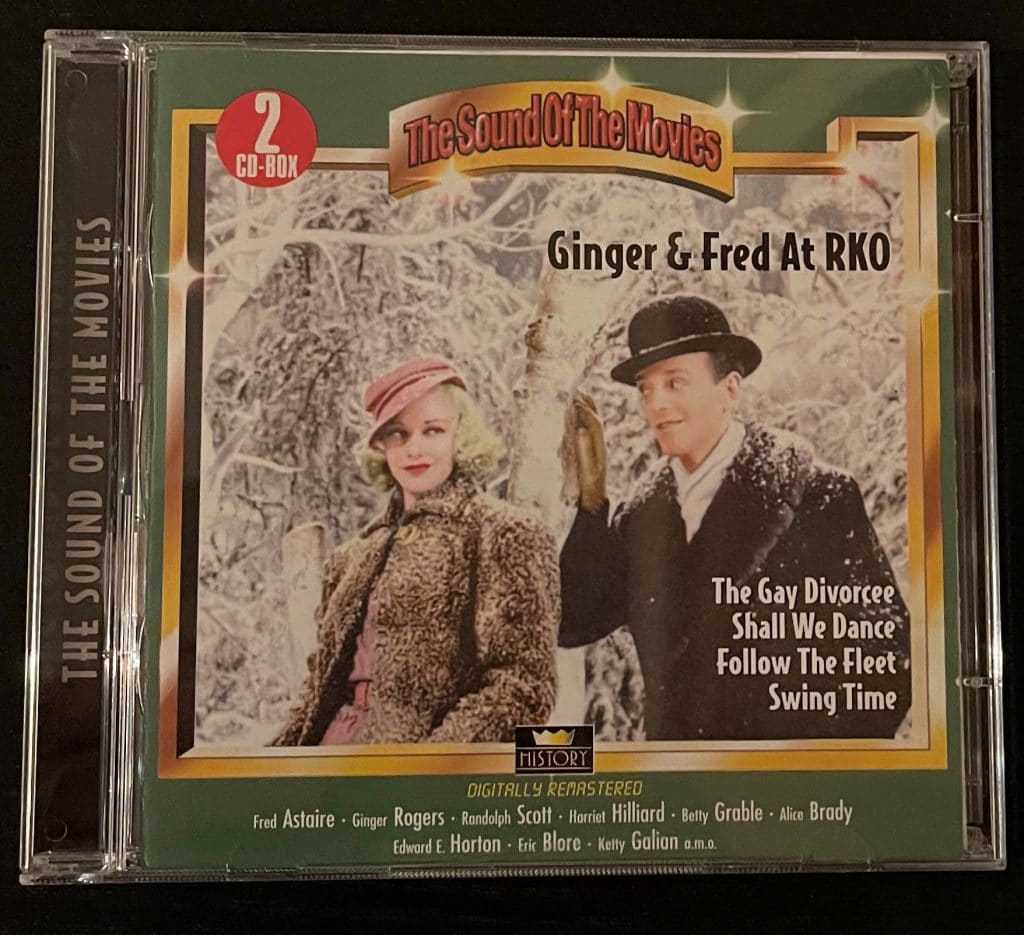 THE SOUND OF THE MOVIES
2
CD-BOX
The Sound Of The Movies
Ginger & Fred At RKO
The Gay Divorcee
Shall We Dance
Follow The Fleet
Swing Time
HISTORY
DIGITALLY REMASTERED
Fred Astaire · Ginger Rogers · Randolph Scott · Harriet Hilliard · Betty Grable · Alice Brady
Edward E. Horton · Eric Blore · Ketty Galian a.m.o.